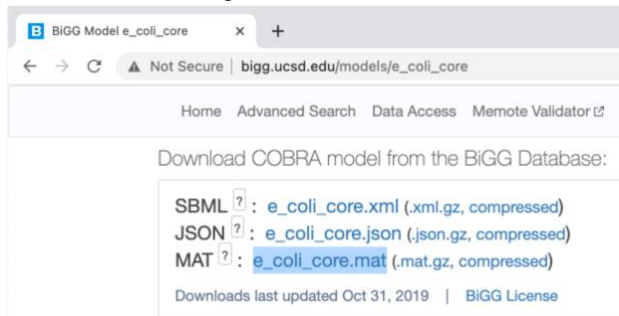 B BiGG Model e_coli_core × +
← → C ▲ Not Secure | bigg.ucsd.edu/models/e_coli_core
Home Advanced Search Data Access Memote Validator
Download COBRA model from the BiGG Database:
SBML ? : e_coli_core.xml (.xml.gz, compressed)
JSON ? : e_coli_core.json (.json.gz, compressed)
MAT ? : e_coli_core.mat (.mat.gz, compressed)
Downloads last updated Oct 31, 2019 | BiGG License